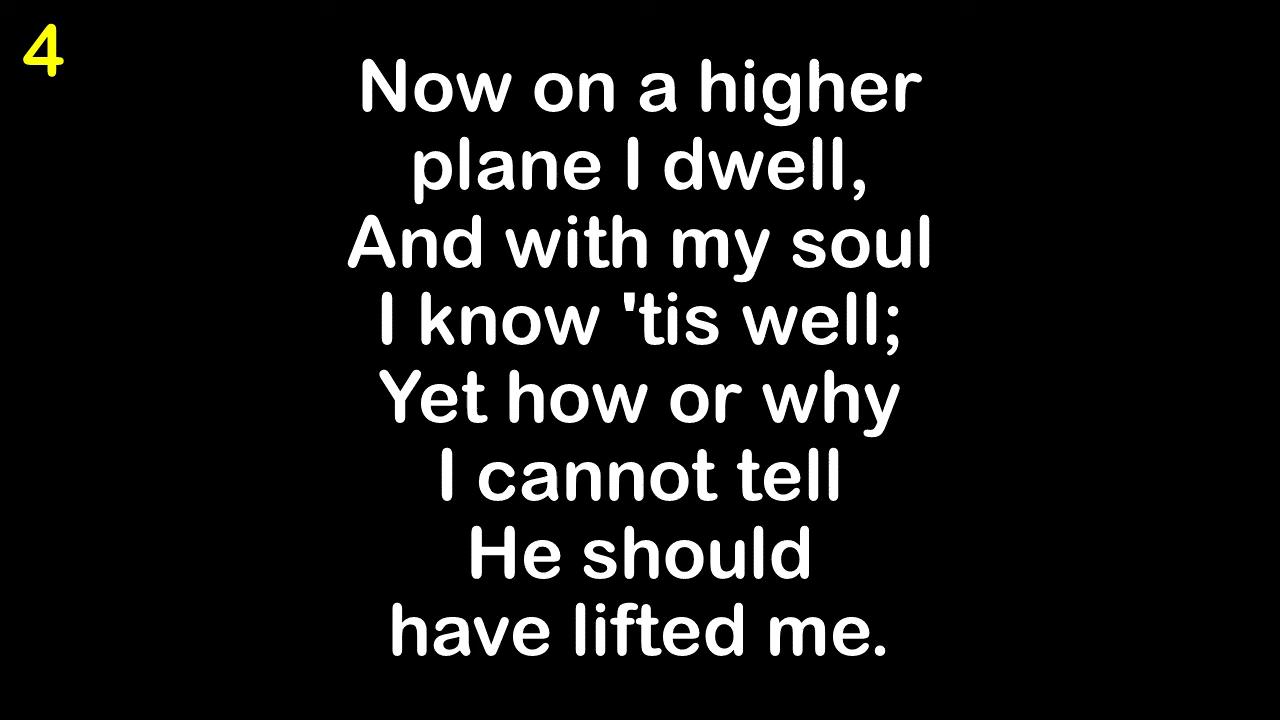 4
Now on a higher
plane I dwell,
And with my soul
I know 'tis well;
Yet how or why
I cannot tell
He should
have lifted me.